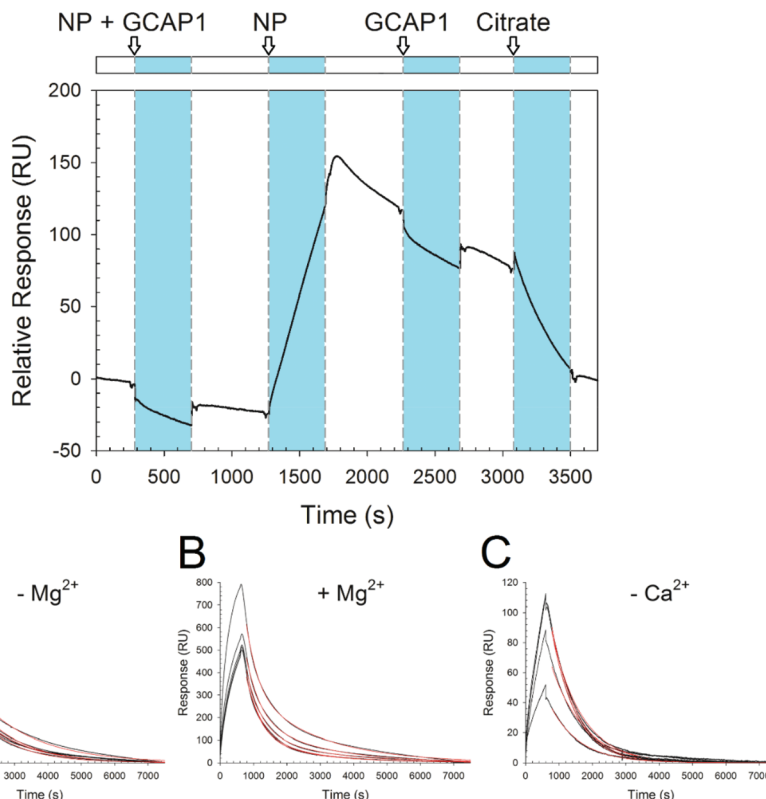 NP + GCAP1 NP GCAP1 Citrate
200
150
100
50
0
-50
Relative Response (RU)
0 500 1000 1500 2000 2500 3000 3500
Time (s)
- Mg2+
3000 4000 5000 6000 7000
Time (s)
B
+ Mg2+
800
700
600
500
400
300
200
100
0
Response (RU)
0 1000 2000 3000 4000 5000 6000 7000
Time (s)
C
- Ca2+
120
100
80
60
40
20
0
Response (RU)
0 1000 2000 3000 4000 5000 6000 7000
Time (s)